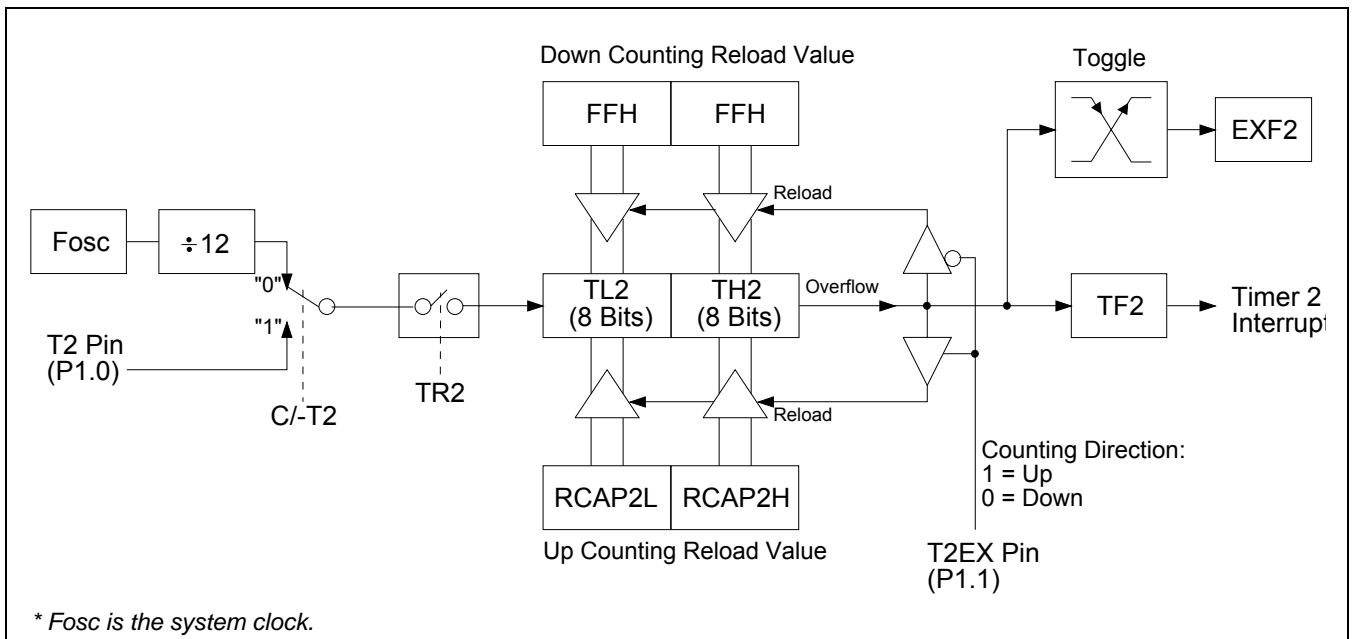 Down Counting Reload Value
Toggle
FFH
FFH
EXF2
Reload
Fosc
÷12
"0"
TL2
(8 Bits)
TH2
(8 Bits)
Overflow
TF2
Timer 2
Interrupt
"1"
T2 Pin
(P1.0)
C/-T2
TR2
Reload
Counting Direction:
1 = Up
0 = Down
RCAP2L
RCAP2H
Up Counting Reload Value
T2EX Pin
(P1.1)
* Fosc is the system clock.